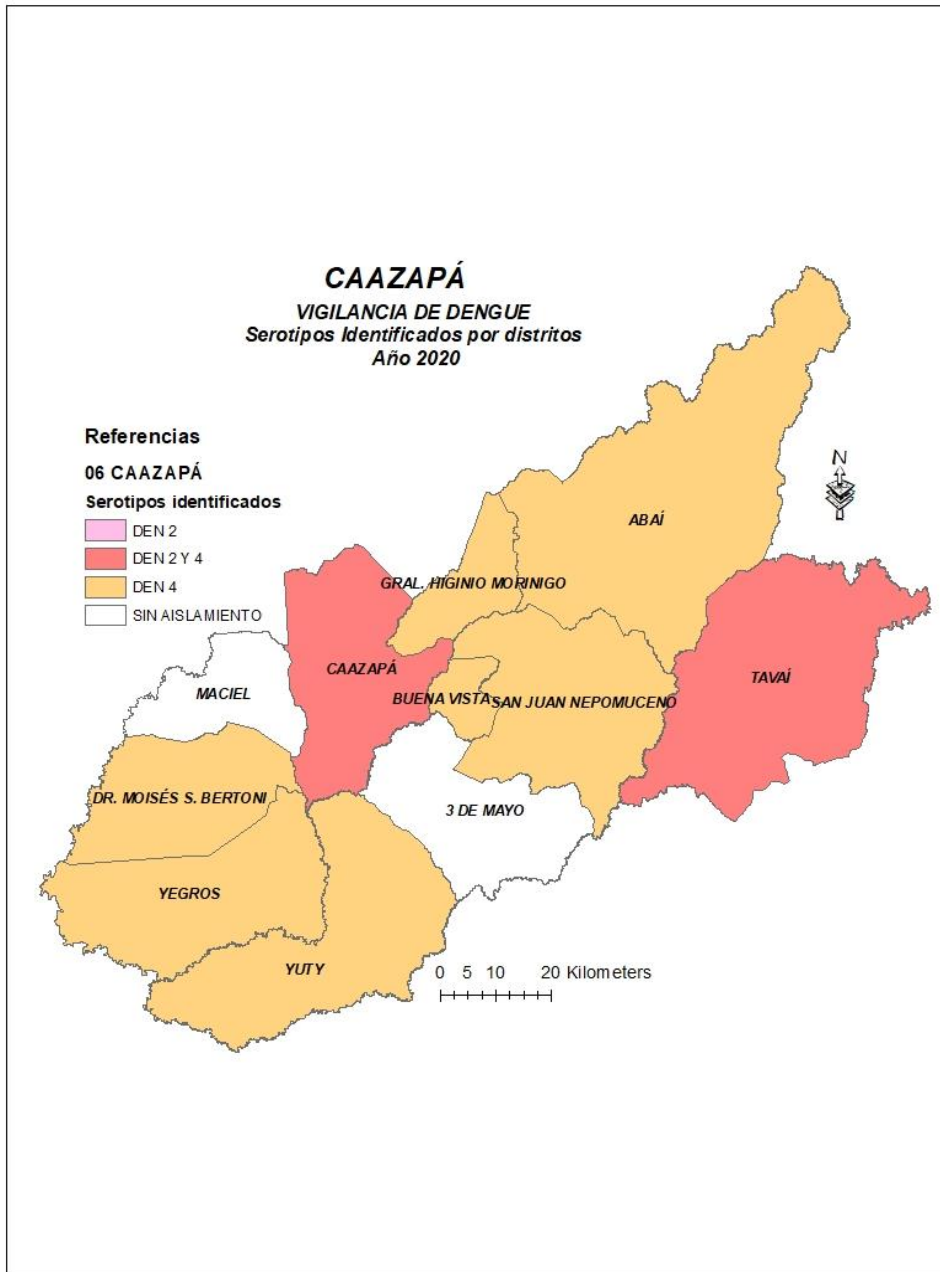 CAAZAPÁ
VIGILANCIA DE DENGUE
Serotipos Identificados por distritos
Año 2020
Referencias
06 CAAZAPÁ
Serotipos identificados
DEN 2
DEN 2 Y 4
DEN 4
SIN AISLAMIENTO
N
ABAÍ
GRAL. HIGINIO MORINIGO
CAAZAPÁ
TAVAÍ
MACIEL
BUENA VISTA
SAN JUAN NEPOMUCENO
DR. MOISÉS S. BERTONI
3 DE MAYO
YEGROS
YUTY
0 5 10 20 Kilometers